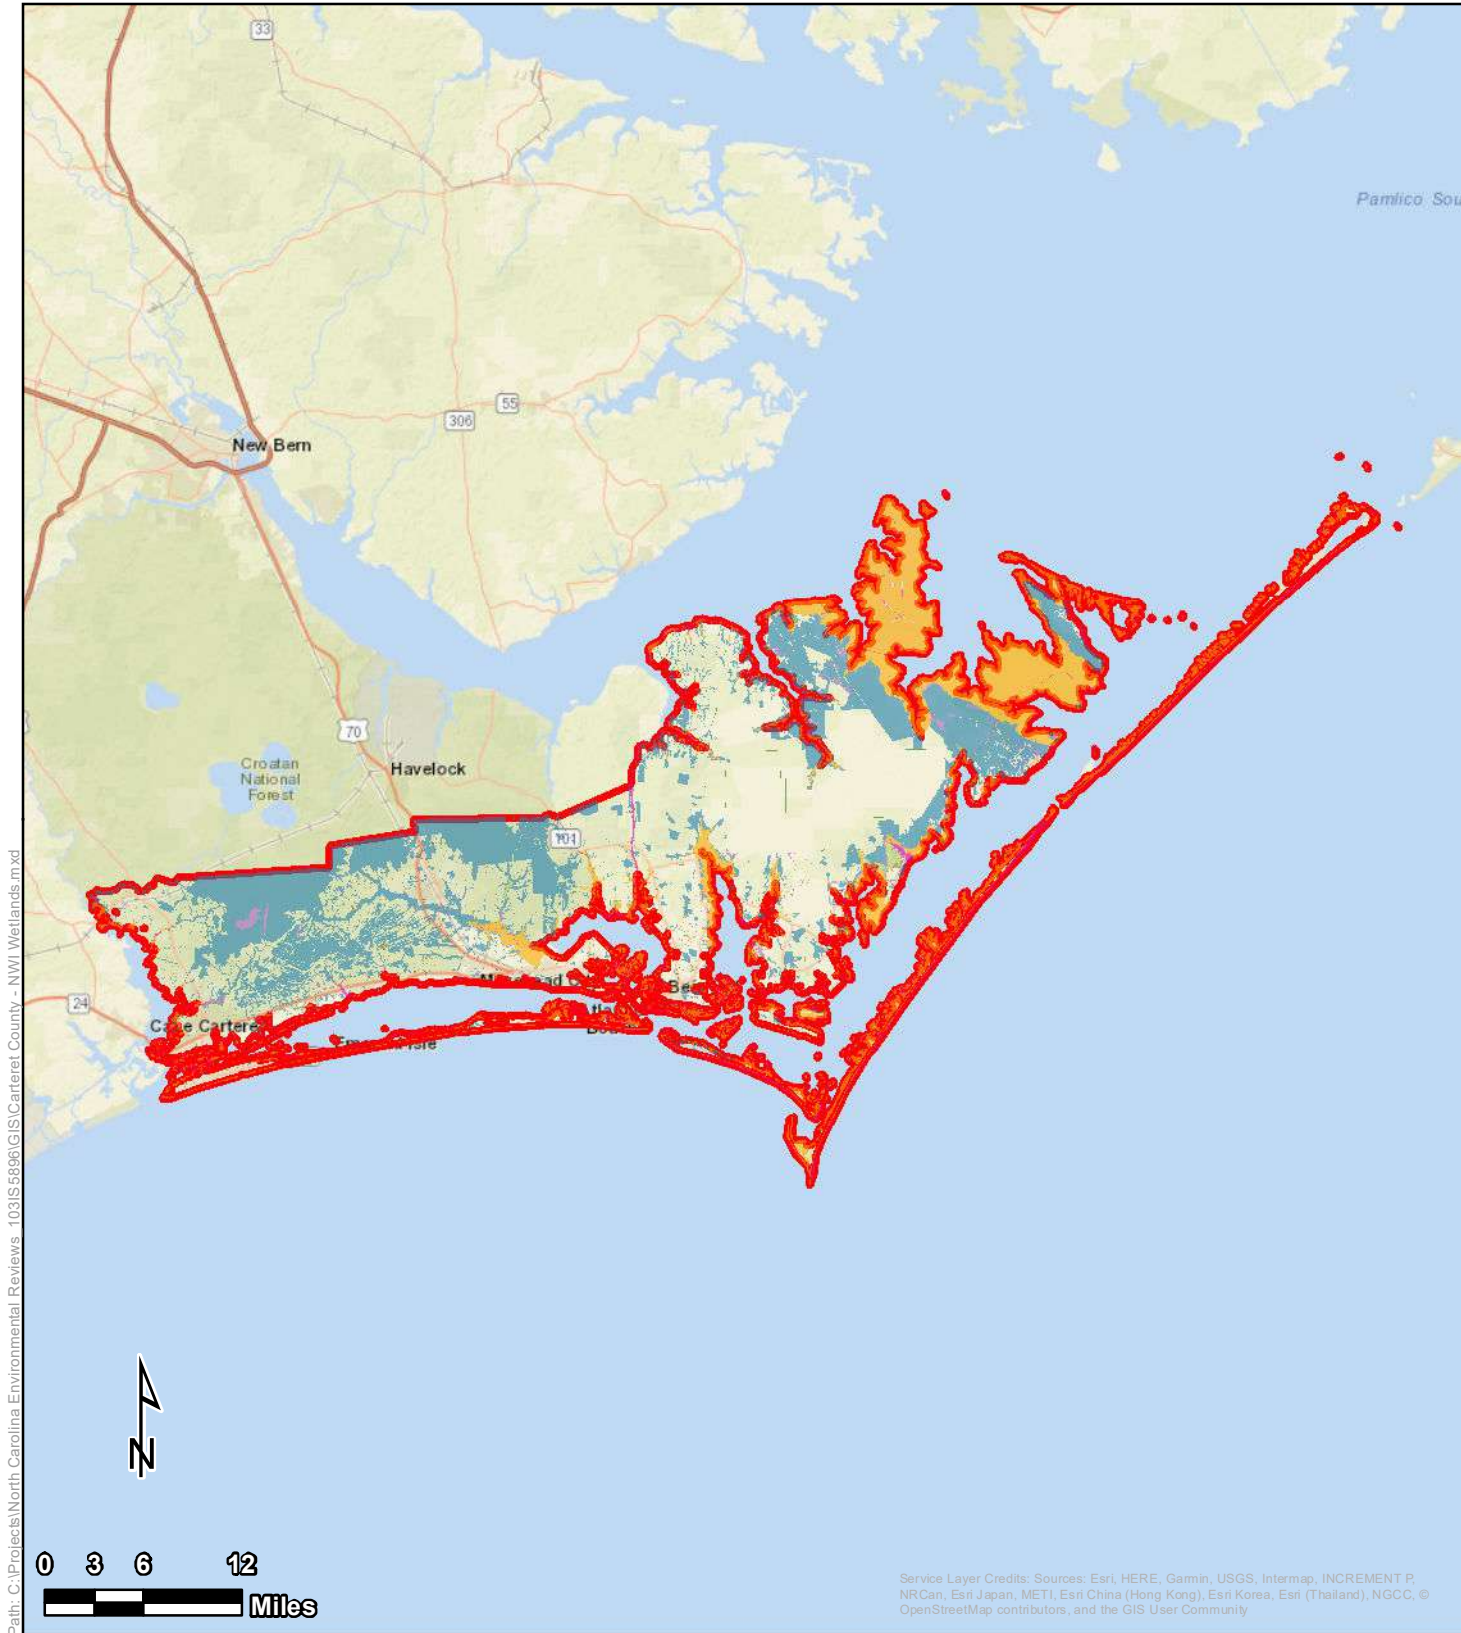 33
Pamlico Sou
55
306
New Bern
70
Croatan
National
Forest
Havelock
101
24
Emerald Isle
N
0 3 6 12
Miles
Service Layer Credits: Sources: Esri, HERE, Garmin, USGS, Intermap, INCREMENT P,
NRCan, Esri Japan, METI, Esri China (Hong Kong), Esri Korea, Esri (Thailand), NGCC, ©
OpenStreetMap contributors, and the GIS User Community
Path: C:\Projects\North Carolina Environmental Reviews_103IS5896\GIS\Carteret County - NWI Wetlands.mxd